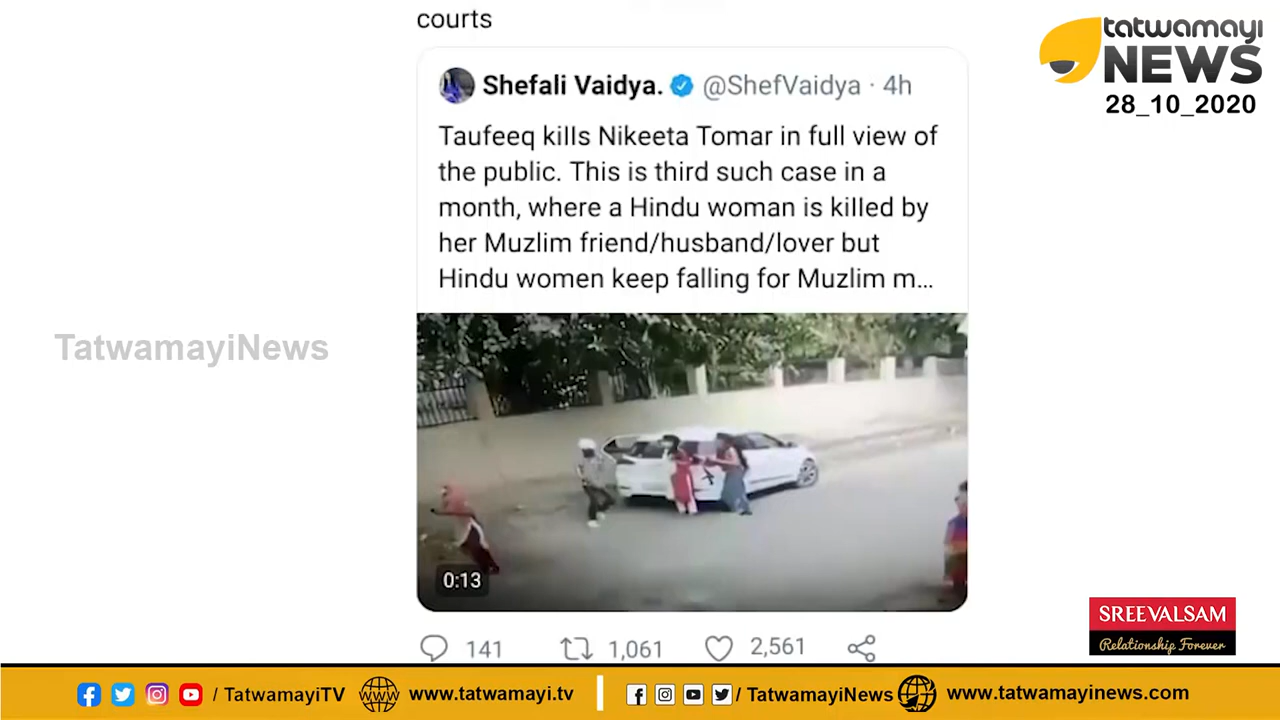 courts
tatwamayi
NEWS
28_10_2020
Shefali Vaidya. @ShefVaidya · 4h
Taufeeq kills Nikeeta Tomar in full view of
the public. This is third such case in a
month, where a Hindu woman is killed by
her Muzlim friend/husband/lover but
Hindu women keep falling for Muzlim m...
TatwamayiNews
0:13
141 1,061 2,561
SREEVALSAM
Relationship Forever
/ TatwamayiTV www.tatwamayi.tv / TatwamayiNews www.tatwamayinews.com